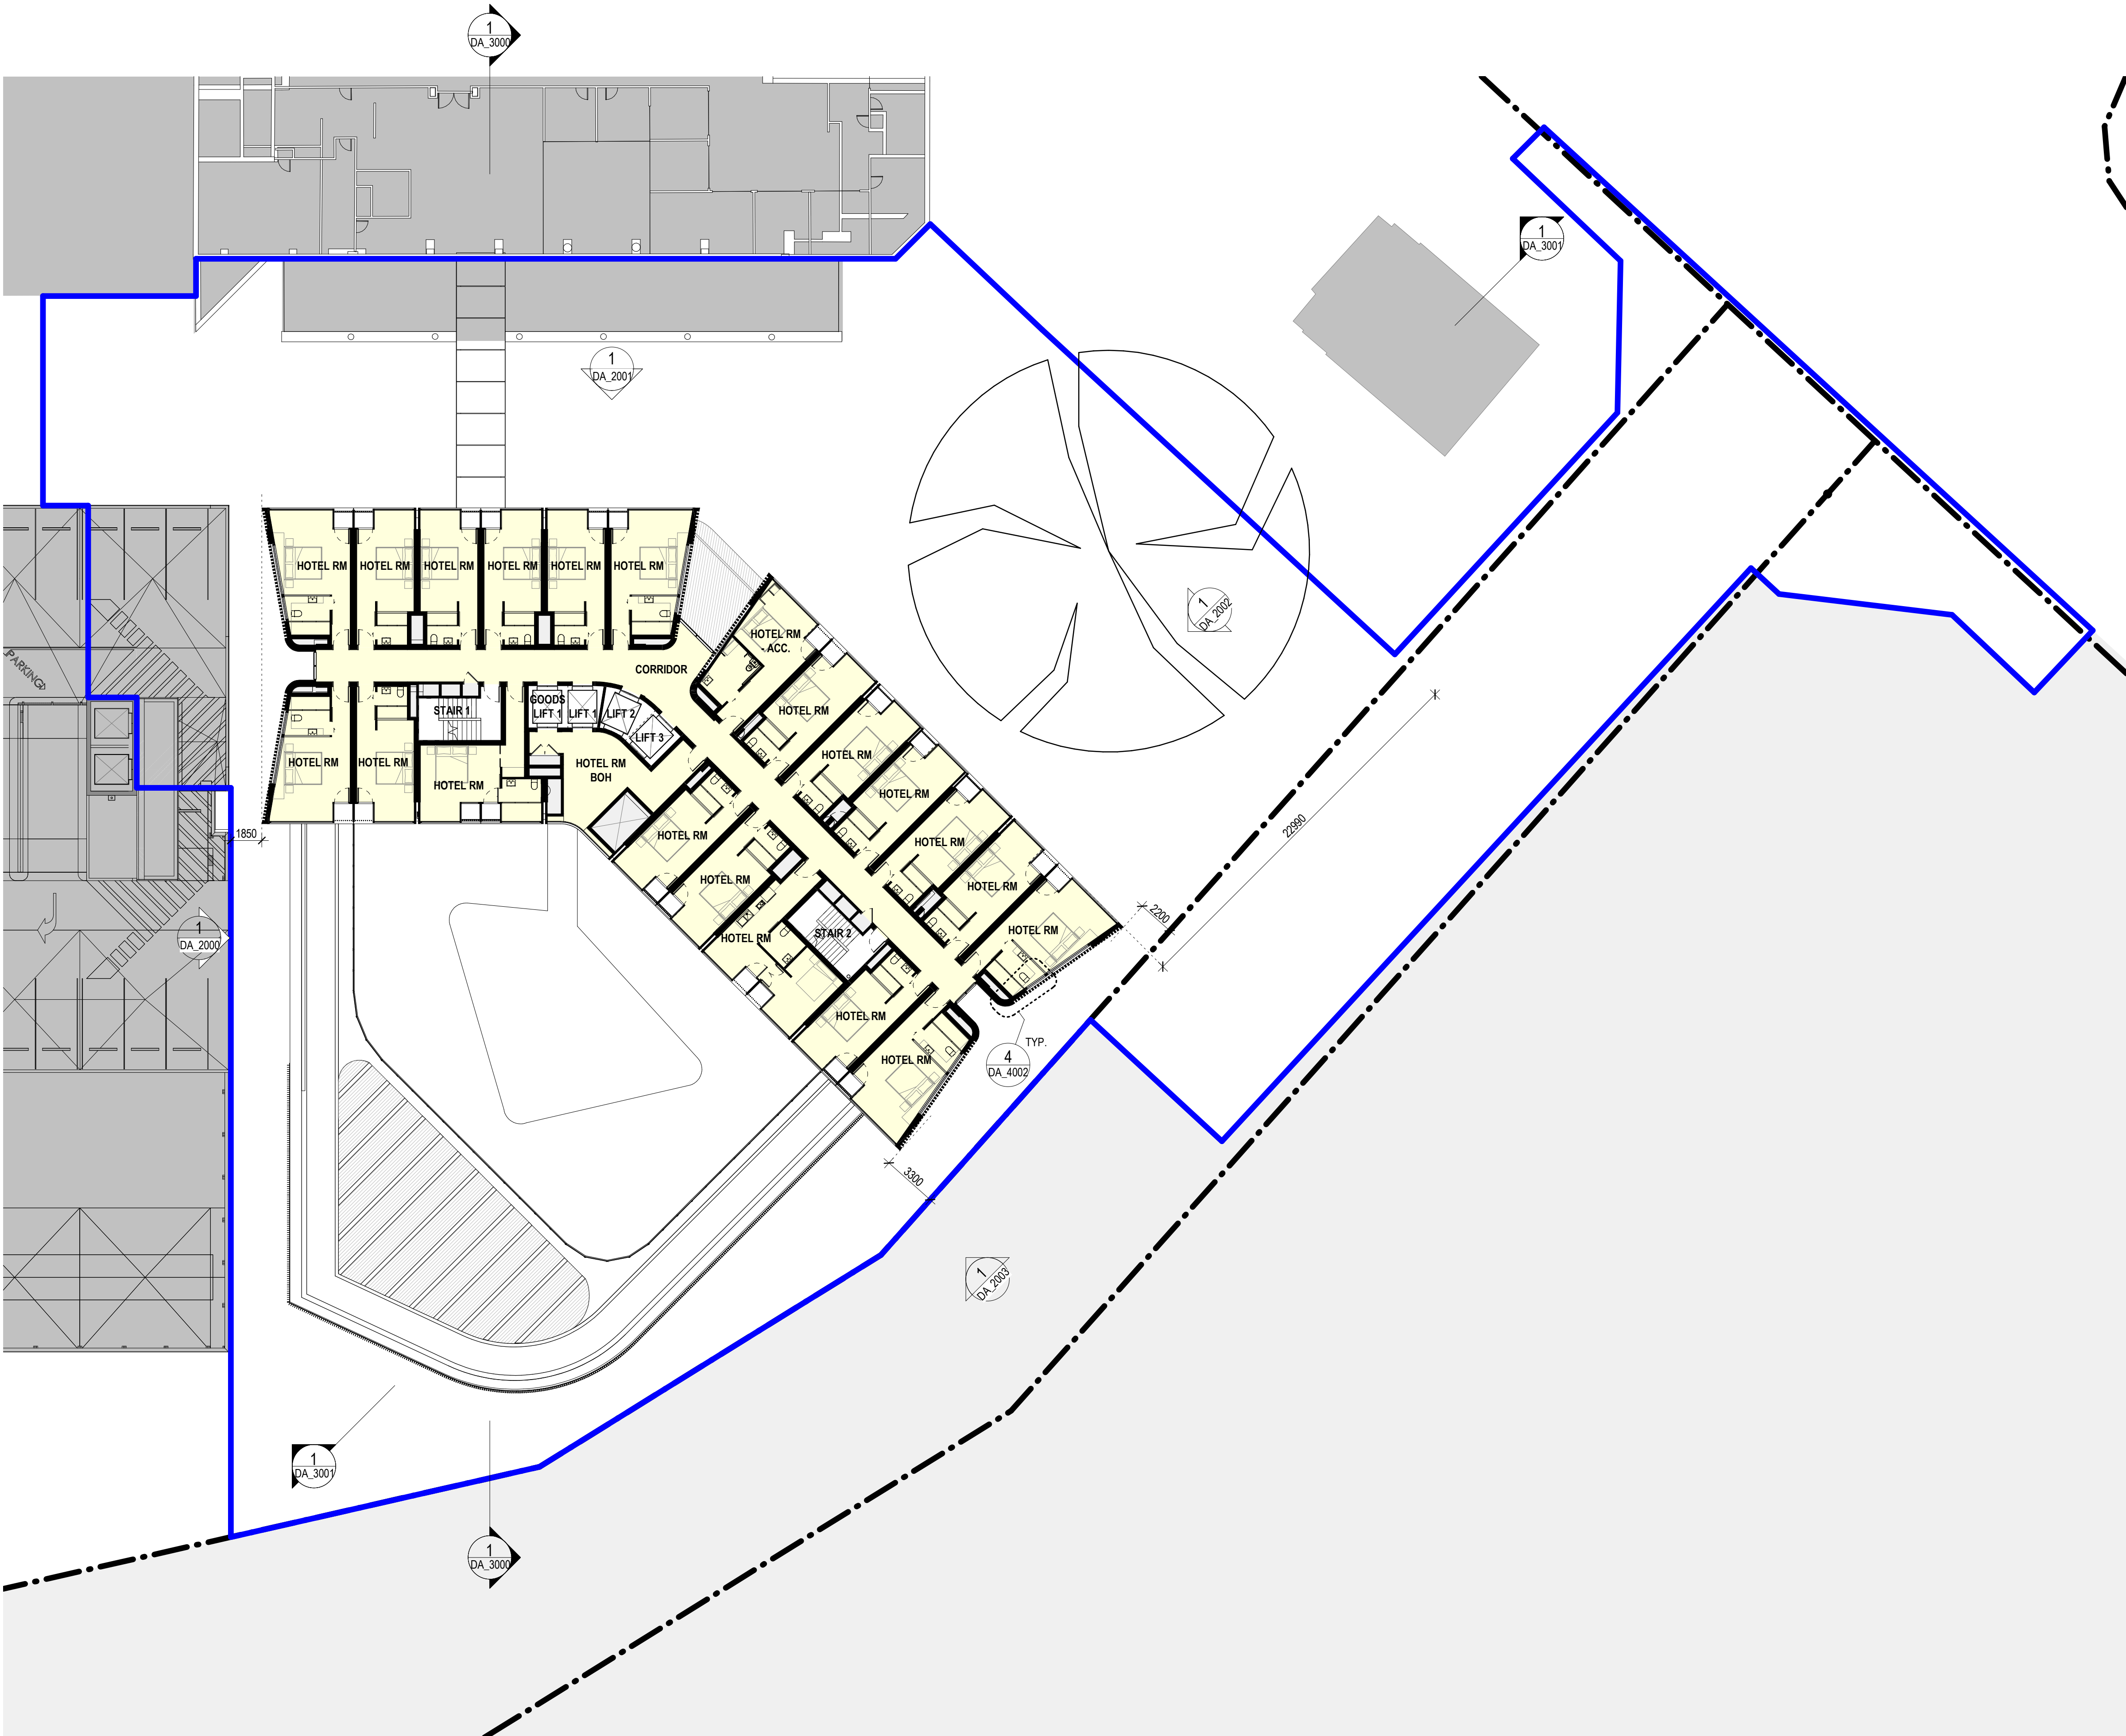 1
DA_3000
1
DA_3001
1
DA_2001
HOTEL RM
HOTEL RM
HOTEL RM
HOTEL RM
HOTEL RM
HOTEL RM
1
DA_2002
HOTEL RM
ACC.
PARKING
CORRIDOR
GOODS
LIFT 1
LIFT 1
LIFT 2
LIFT 3
STAIR 1
HOTEL RM
HOTEL RM
HOTEL RM
HOTEL RM
HOTEL RM
BOH
HOTEL RM
HOTEL RM
HOTEL RM
HOTEL RM
HOTEL RM
HOTEL RM
HOTEL RM
HOTEL RM
HOTEL RM
STAIR 2
HOTEL RM
HOTEL RM
1850
22990
2200
3300
1
DA_2000
TYP.
4
DA_4002
1
DA_2003
1
DA_3001
1
DA_3000